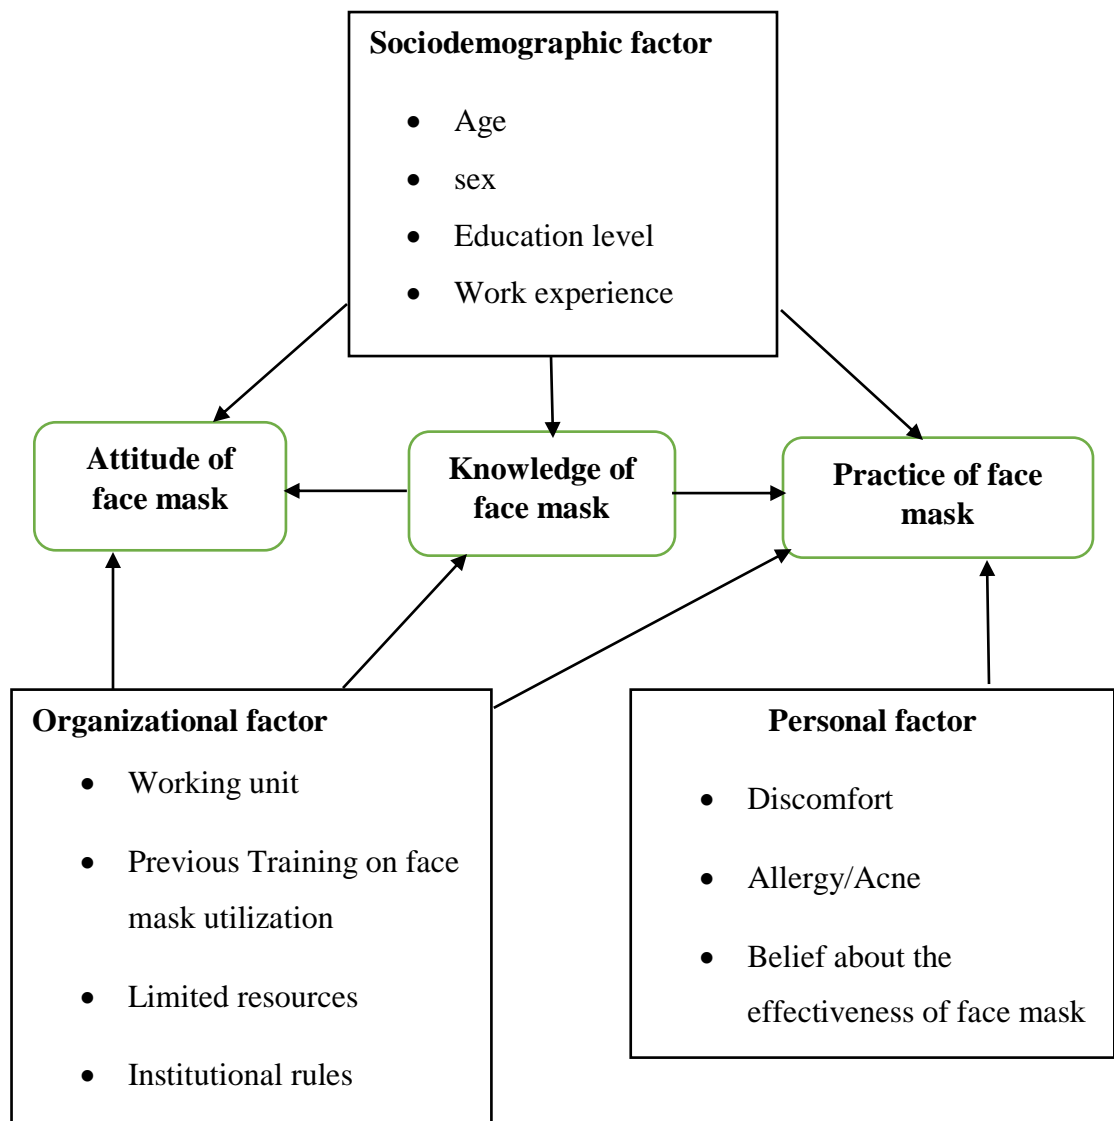 Sociodemographic factor
• Age
• sex
• Education level
• Work experience
Attitude of
face mask
Knowledge of
face mask
Practice of face
mask
Organizational factor
• Working unit
• Previous Training on face
mask utilization
• Limited resources
• Institutional rules
Personal factor
• Discomfort
• Allergy/Acne
• Belief about the
effectiveness of face mask